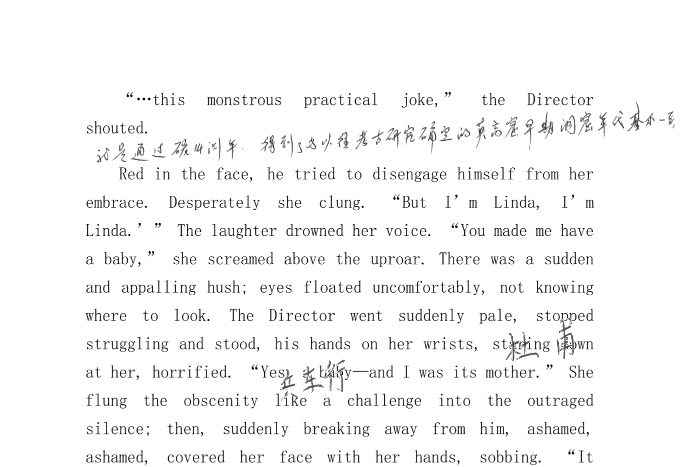 “…this monstrous practical joke,” the Director
shouted.
就是通过碳14测年，得到了与以往考古研究确定的莫高窟早期洞窟年代基本一致
Red in the face, he tried to disengage himself from her
embrace. Desperately she clung. “But I’m Linda, I’m
Linda.’” The laughter drowned her voice. “You made me have
a baby,” she screamed above the uproar. There was a sudden
and appalling hush; eyes floated uncomfortably, not knowing
where to look. The Director went suddenly pale, stopped
struggling and stood, his hands on her wrists, staring down
杜甫
at her, horrified. “Yes, a baby—and I was its mother.” She
兵车行
flung the obscenity like a challenge into the outraged
silence; then, suddenly breaking away from him, ashamed,
ashamed, covered her face with her hands, sobbing. “It